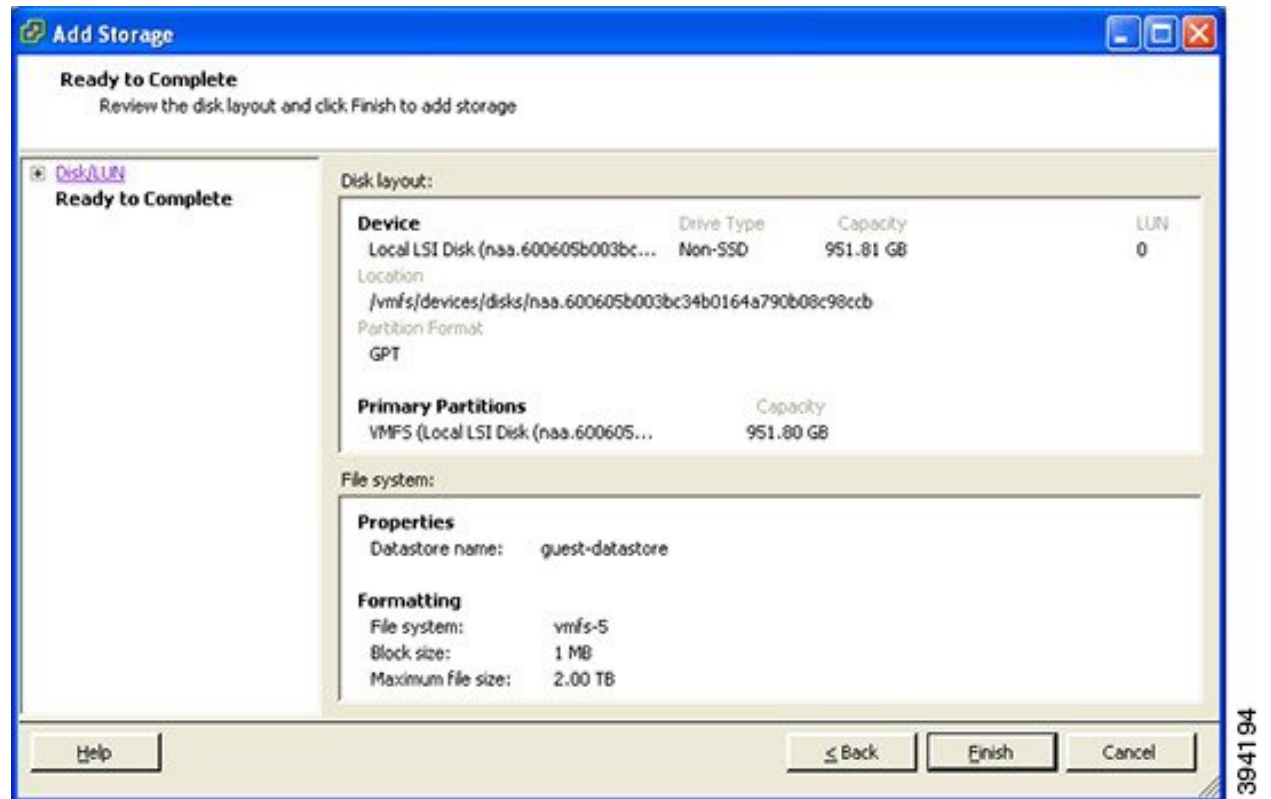 Add Storage
Ready to Complete
Review the disk layout and click Finish to add storage
Disk/LUN
Ready to Complete
Disk layout:
Device Drive Type Capacity LUN
Local LSI Disk (naa.600605b003bc... Non-SSD 951.81 GB 0
Location
/vmfs/devices/disks/naa.600605b003bc34b0164a790b08c98ccb
Partition Format
GPT
Primary Partitions Capacity
VMFS (Local LSI Disk (naa.600605... 951.80 GB
File system:
Properties
Datastore name: guest-datastore
Formatting
File system: vmfs-5
Block size: 1 MB
Maximum file size: 2.00 TB
Help ≤ Back Finish Cancel
394194